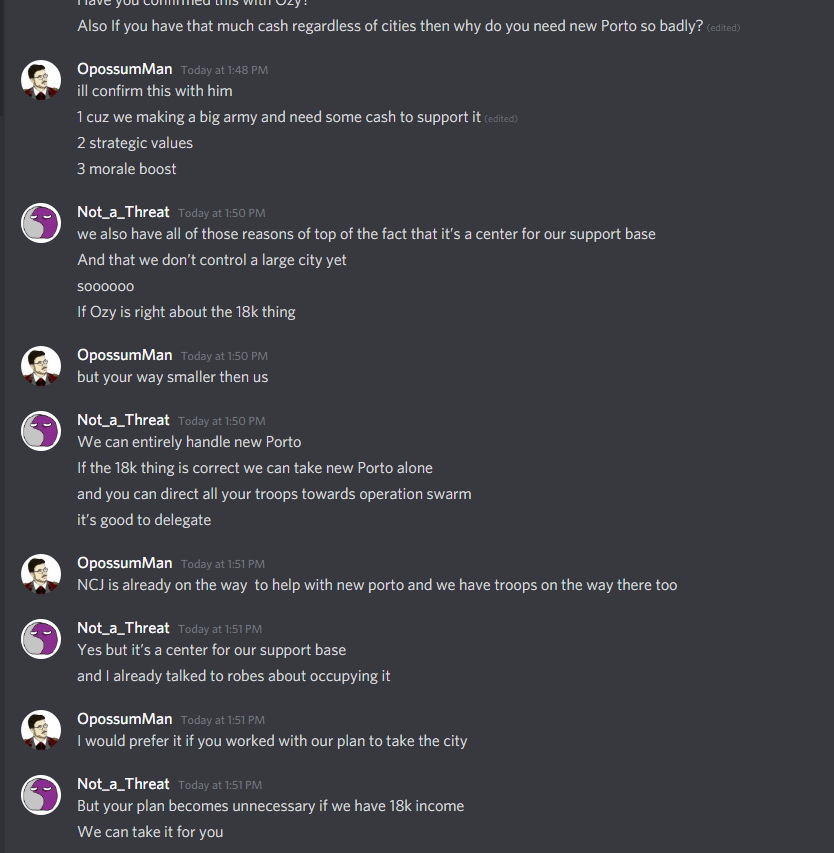 Have you confirmed this with Ozy?
Also If you have that much cash regardless of cities then why do you need new Porto so badly? (edited)
OpossumMan Today at 1:48 PM
ill confirm this with him
1 cuz we making a big army and need some cash to support it (edited)
2 strategic values
3 morale boost
Not_a_Threat Today at 1:50 PM
we also have all of those reasons of top of the fact that it’s a center for our support base
And that we don’t control a large city yet
soooooo
If Ozy is right about the 18k thing
OpossumMan Today at 1:50 PM
but your way smaller then us
Not_a_Threat Today at 1:50 PM
We can entirely handle new Porto
If the 18k thing is correct we can take new Porto alone
and you can direct all your troops towards operation swarm
it’s good to delegate
OpossumMan Today at 1:51 PM
NCJ is already on the way to help with new porto and we have troops on the way there too
Not_a_Threat Today at 1:51 PM
Yes but it’s a center for our support base
and I already talked to robes about occupying it
OpossumMan Today at 1:51 PM
I would prefer it if you worked with our plan to take the city
Not_a_Threat Today at 1:51 PM
But your plan becomes unnecessary if we have 18k income
We can take it for you